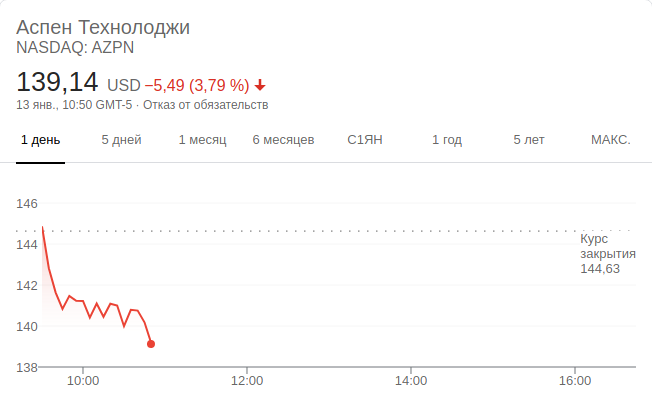 Аспен Технолоджи
NASDAQ: AZPN
139,14 USD −5,49 (3,79 %)
13 янв., 10:50 GMT-5 · Отказ от обязательств
1 день 5 дней 1 месяц 6 месяцев С1ЯН 1 год 5 лет МАКС.
146
144
142
140
138
Курс
закрытия
144,63
10:00 12:00 14:00 16:00